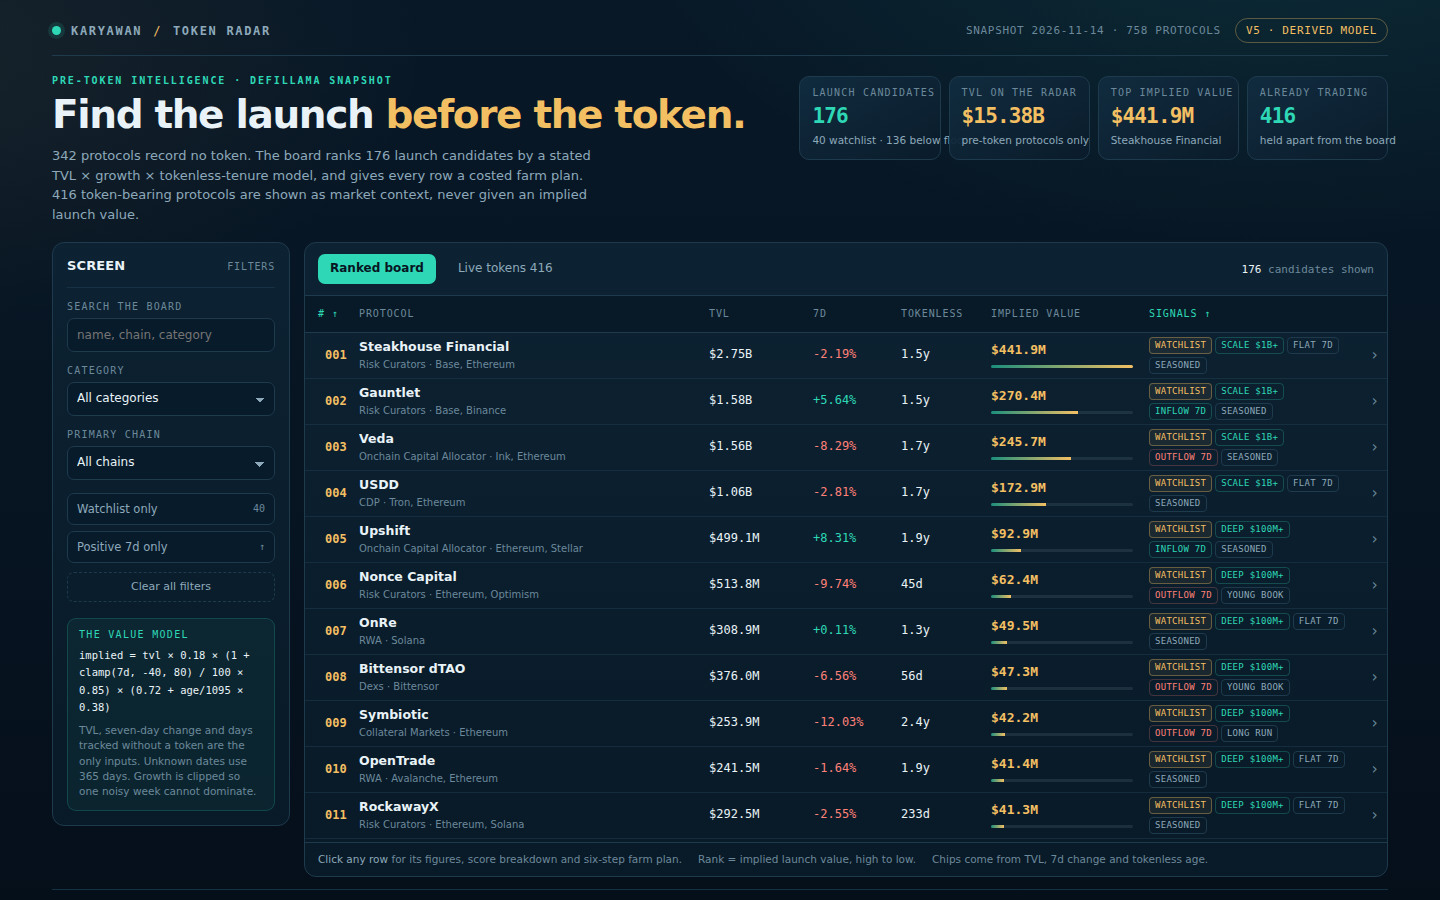 KARYAWAN / TOKEN RADAR
SNAPSHOT 2026-11-14 · 758 PROTOCOLS
V5 · DERIVED MODEL
PRE-TOKEN INTELLIGENCE · DEFILLAMA SNAPSHOT
Find the launch before the token.
342 protocols record no token. The board ranks 176 launch candidates by a stated
TVL × growth × tokenless-tenure model, and gives every row a costed farm plan.
416 token-bearing protocols are shown as market context, never given an implied
launch value.
LAUNCH CANDIDATES
176
40 watchlist · 136 below fl
TVL ON THE RADAR
$15.38B
pre-token protocols only
TOP IMPLIED VALUE
$441.9M
Steakhouse Financial
ALREADY TRADING
416
held apart from the board
SCREEN FILTERS
SEARCH THE BOARD
name, chain, category
CATEGORY
All categories
PRIMARY CHAIN
All chains
Watchlist only 40
Positive 7d only ↑
Clear all filters
THE VALUE MODEL
implied = tvl × 0.18 × (1 +
clamp(7d, -40, 80) / 100 ×
0.85) × (0.72 + age/1095 ×
0.38)
TVL, seven-day change and days
tracked without a token are the
only inputs. Unknown dates use
365 days. Growth is clipped so
one noisy week cannot dominate.
Ranked board Live tokens 416 176 candidates shown
# ↑ PROTOCOL TVL 7D TOKENLESS IMPLIED VALUE SIGNALS ↑
001 Steakhouse Financial $2.75B -2.19% 1.5y $441.9M WATCHLIST SCALE $1B+ FLAT 7D ›
Risk Curators · Base, Ethereum SEASONED
002 Gauntlet $1.58B +5.64% 1.5y $270.4M WATCHLIST SCALE $1B+ ›
Risk Curators · Base, Binance INFLOW 7D SEASONED
003 Veda $1.56B -8.29% 1.7y $245.7M WATCHLIST SCALE $1B+ ›
Onchain Capital Allocator · Ink, Ethereum OUTFLOW 7D SEASONED
004 USDD $1.06B -2.81% 1.7y $172.9M WATCHLIST SCALE $1B+ FLAT 7D ›
CDP · Tron, Ethereum SEASONED
005 Upshift $499.1M +8.31% 1.9y $92.9M WATCHLIST DEEP $100M+ ›
Onchain Capital Allocator · Ethereum, Stellar INFLOW 7D SEASONED
006 Nonce Capital $513.8M -9.74% 45d $62.4M WATCHLIST DEEP $100M+ ›
Risk Curators · Ethereum, Optimism OUTFLOW 7D YOUNG BOOK
007 OnRe $308.9M +0.11% 1.3y $49.5M WATCHLIST DEEP $100M+ FLAT 7D ›
RWA · Solana SEASONED
008 Bittensor dTAO $376.0M -6.56% 56d $47.3M WATCHLIST DEEP $100M+ ›
Dexs · Bittensor OUTFLOW 7D YOUNG BOOK
009 Symbiotic $253.9M -12.03% 2.4y $42.2M WATCHLIST DEEP $100M+ ›
Collateral Markets · Ethereum OUTFLOW 7D LONG RUN
010 OpenTrade $241.5M -1.64% 1.9y $41.4M WATCHLIST DEEP $100M+ FLAT 7D ›
RWA · Avalanche, Ethereum SEASONED
011 RockawayX $292.5M -2.55% 233d $41.3M WATCHLIST DEEP $100M+ FLAT 7D ›
Risk Curators · Ethereum, Solana SEASONED
Click any row for its figures, score breakdown and six-step farm plan. Rank = implied launch value, high to low. Chips come from TVL, 7d change and tokenless age.